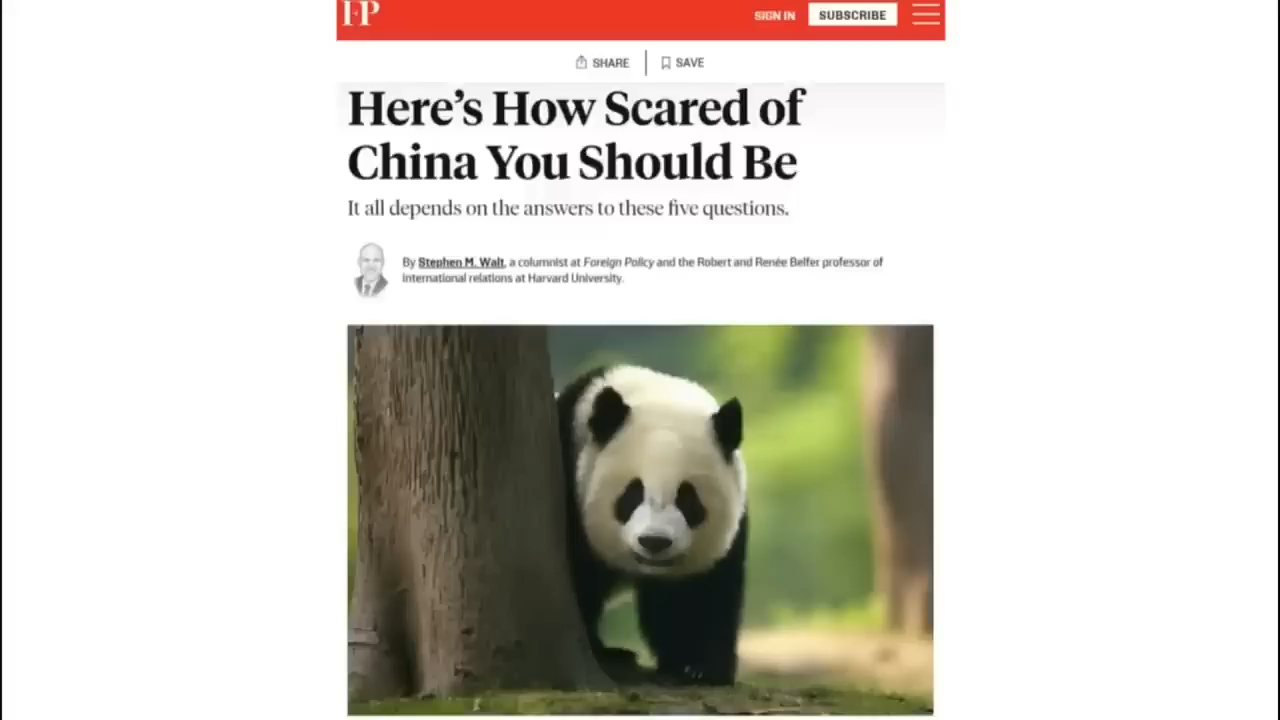 FP
SIGN IN
SUBSCRIBE
SHARE
SAVE
Here's How Scared of
China You Should Be
It all depends on the answers to these five questions.
By Stephen M. Walt, a columnist at Foreign Policy and the Robert and Renée Belfer professor of
international relations at Harvard University.